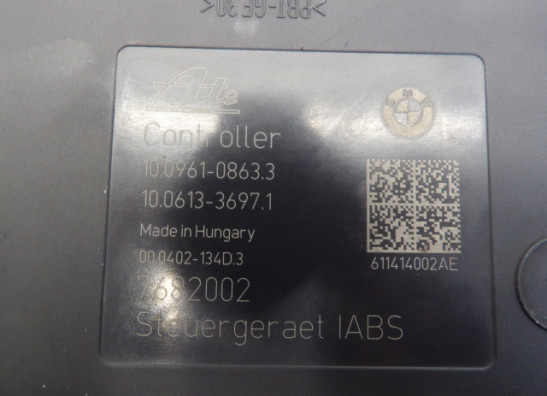 >PBT-GF30<
Ate
Controller
10.0961-0863.3
10.0613-3697.1
Made in Hungary
00.0402-134D.3
7682002
611414002AE
Steuergeraet IABS